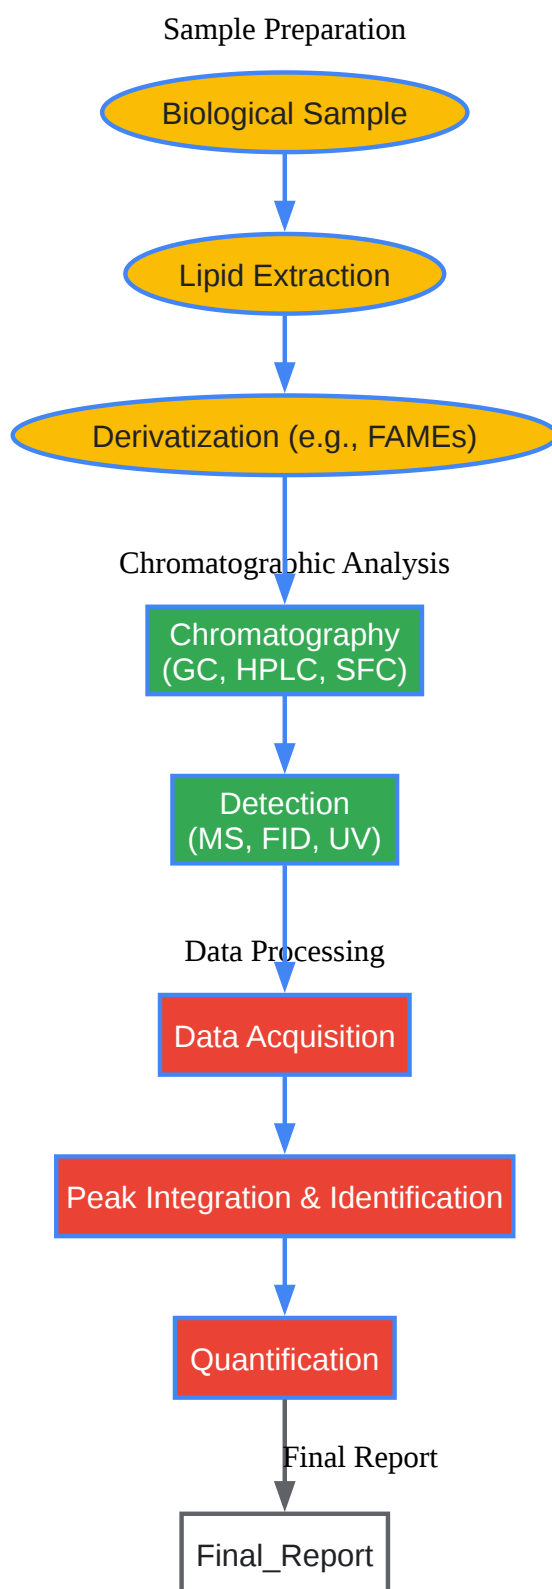 Sample Preparation
Biological Sample
Lipid Extraction
Derivatization (e.g., FAMEs)
Chromatographic Analysis
Chromatography
(GC, HPLC, SFC)
Detection
(MS, FID, UV)
Data Processing
Data Acquisition
Peak Integration & Identification
Quantification
Final Report
Final_Report